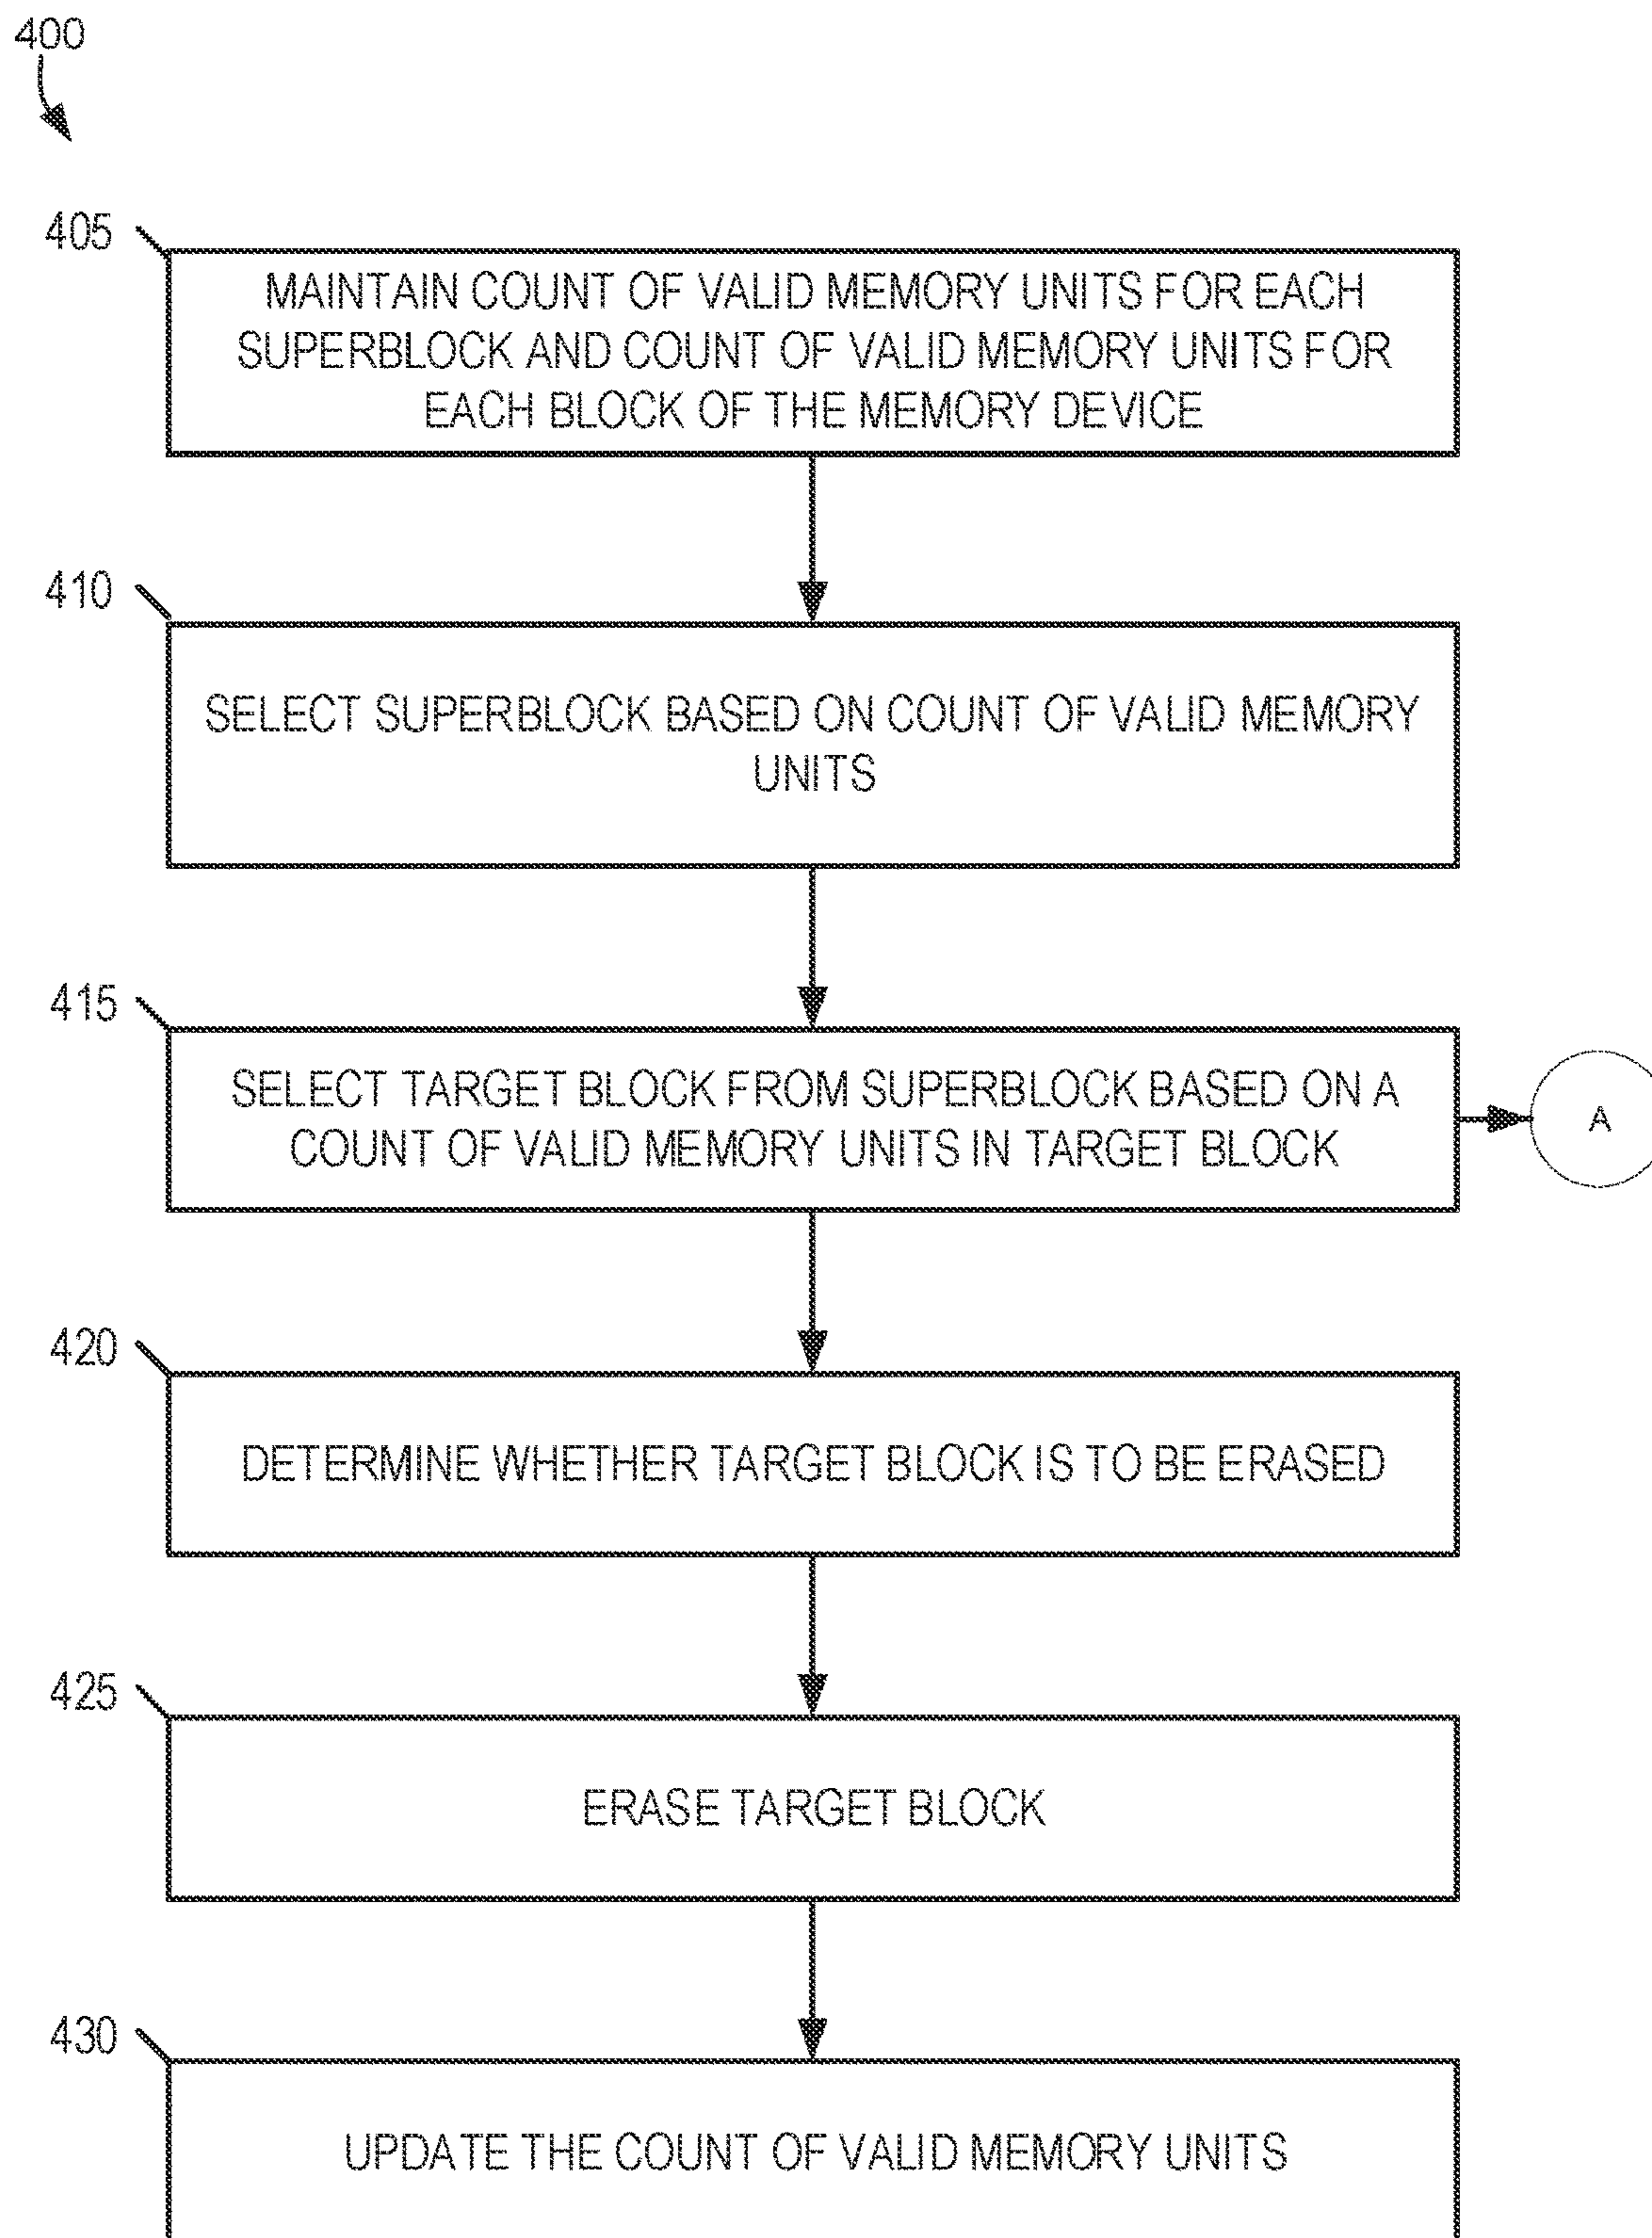 400
405
MAINTAIN COUNT OF VALID MEMORY UNITS FOR EACH
SUPERBLOCK AND COUNT OF VALID MEMORY UNITS FOR
EACH BLOCK OF THE MEMORY DEVICE
410
SELECT SUPERBLOCK BASED ON COUNT OF VALID MEMORY
UNITS
415
SELECT TARGET BLOCK FROM SUPERBLOCK BASED ON A
COUNT OF VALID MEMORY UNITS IN TARGET BLOCK
A
420
DETERMINE WHETHER TARGET BLOCK IS TO BE ERASED
425
ERASE TARGET BLOCK
430
UPDATE THE COUNT OF VALID MEMORY UNITS